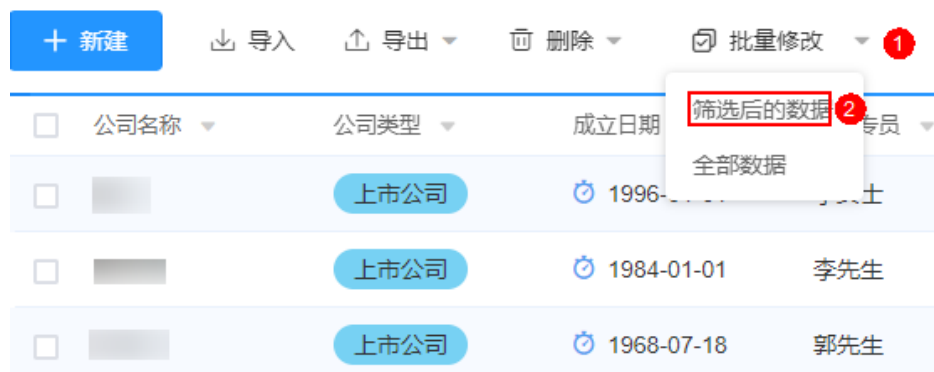 新建 导入 导出 删除 批量修改 1
公司名称 公司类型 成立日期 专员
筛选后的数据 2
全部数据
上市公司 1996-
上市公司 1984-01-01 李先生
上市公司 1968-07-18 郭先生